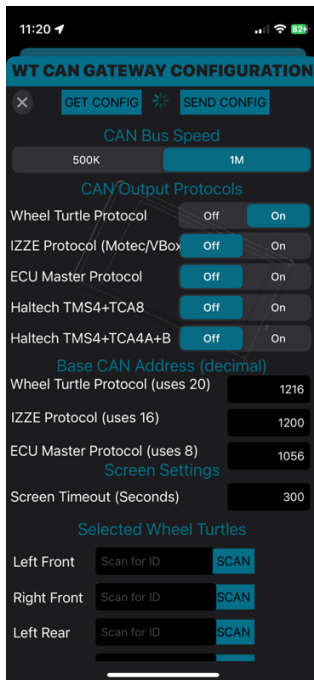 11:20
82
WT CAN GATEWAY CONFIGURATION
GET CONFIG SEND CONFIG
CAN Bus Speed
500K 1M
CAN Output Protocols
Wheel Turtle Protocol Off On
IZZE Protocol (Motec/VBox Off On
ECU Master Protocol Off On
Haltech TMS4+TCA8 Off On
Haltech TMS4+TCA4A+B Off On
Base CAN Address (decimal)
Wheel Turtle Protocol (uses 20) 1216
IZZE Protocol (uses 16) 1200
ECU Master Protocol (uses 8) 1056
Screen Settings
Screen Timeout (Seconds) 300
Selected Wheel Turtles
Left Front Scan for ID SCAN
Right Front Scan for ID SCAN
Left Rear Scan for ID SCAN